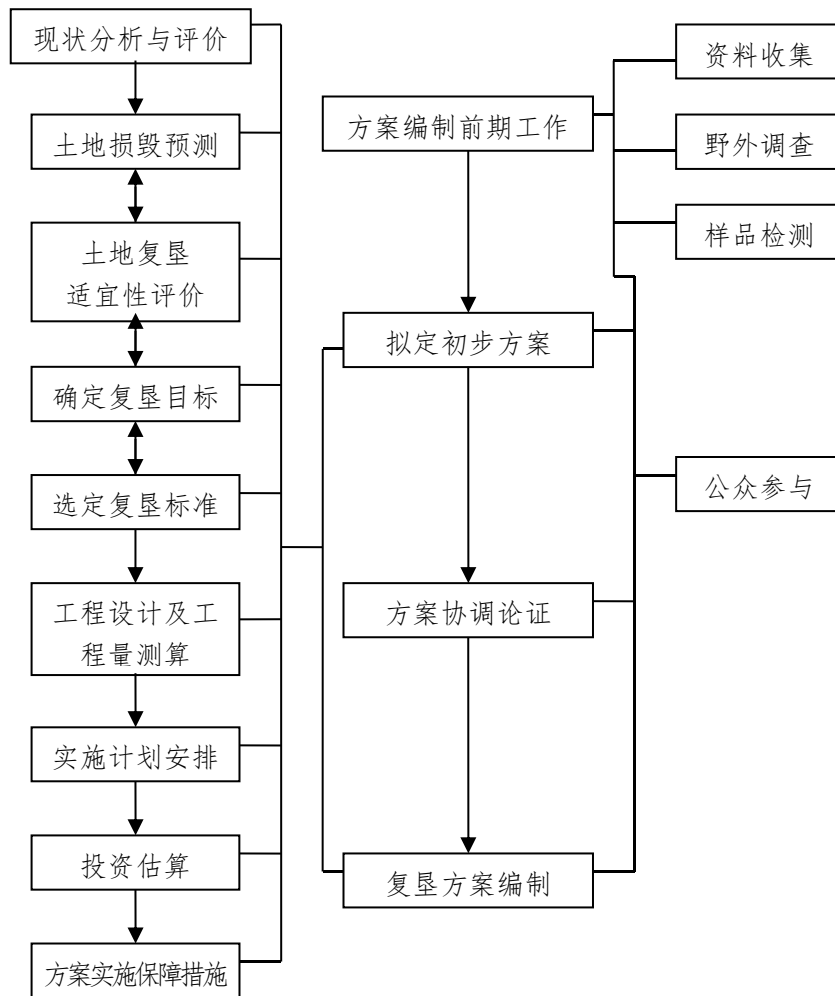 现状分析与评价
土地损毁预测
土地复垦
适宜性评价
确定复垦目标
选定复垦标准
工程设计及工
程量测算
实施计划安排
投资估算
方案实施保障措施
方案编制前期工作
拟定初步方案
方案协调论证
复垦方案编制
资料收集
野外调查
样品检测
公众参与